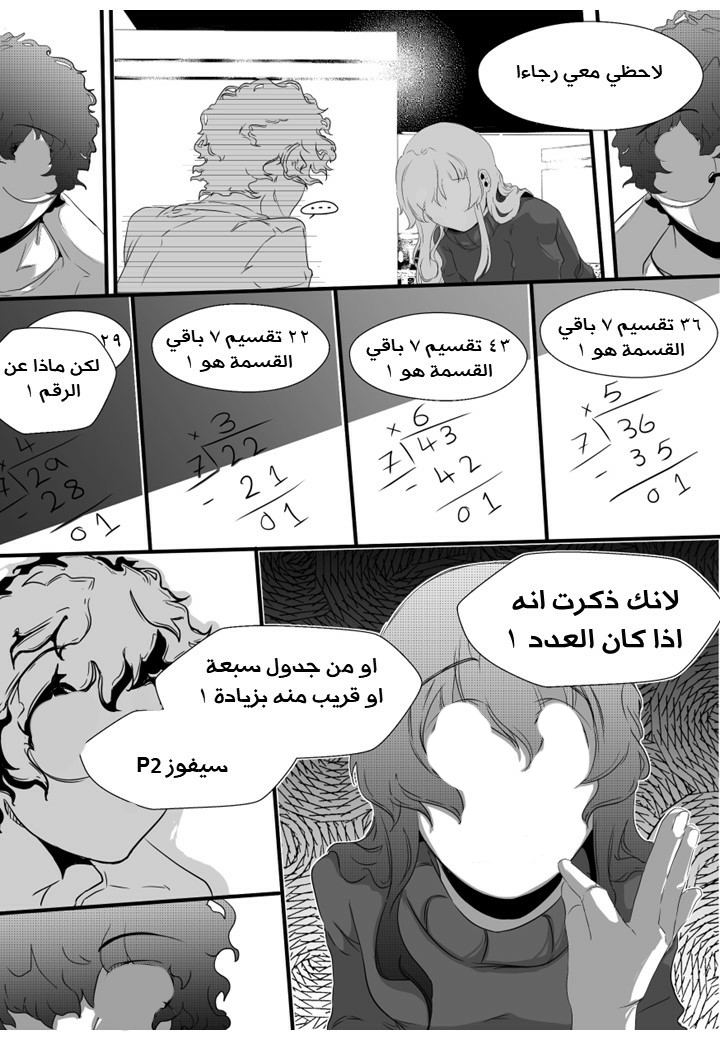 لاحظي معي رجاءا
...
٣٦ تقسيم ٧ باقي
القسمة هو ١
× 5
7 36
- 35
01
٤٣ تقسيم ٧ باقي
القسمة هو ١
× 6
7 43
- 42
01
٢٢ تقسيم ٧ باقي
القسمة هو ١
× 3
7 22
- 21
01
٢٩
لكن ماذا عن
الرقم ١
× 4
7 29
- 28
01
لانك ذكرت انه
اذا كان العدد ١
او من جدول سبعة
او قريب منه بزيادة ١
سيفوز P2